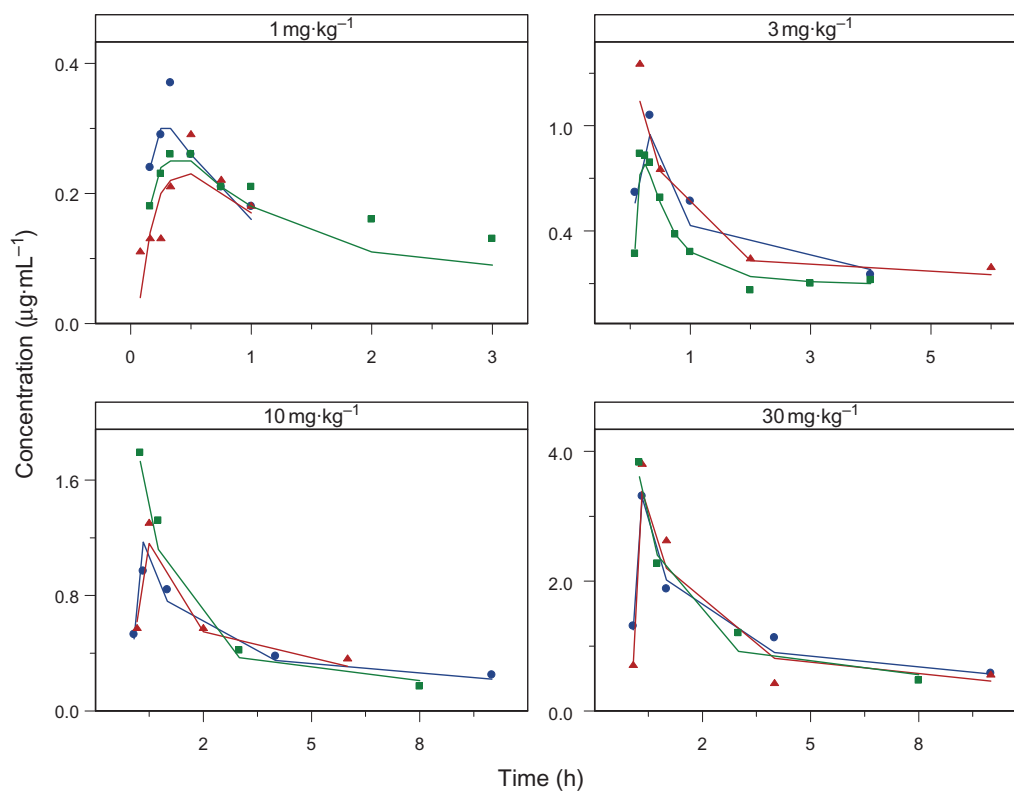 1 mg·kg⁻¹
3 mg·kg⁻¹
0.4
0.2
0.0
0 1 2 3
1.0
0.4
1 3 5
10 mg·kg⁻¹
30 mg·kg⁻¹
1.6
0.8
0.0
2 5 8
4.0
2.0
0.0
2 5 8
Concentration (µg·mL⁻¹)
Time (h)